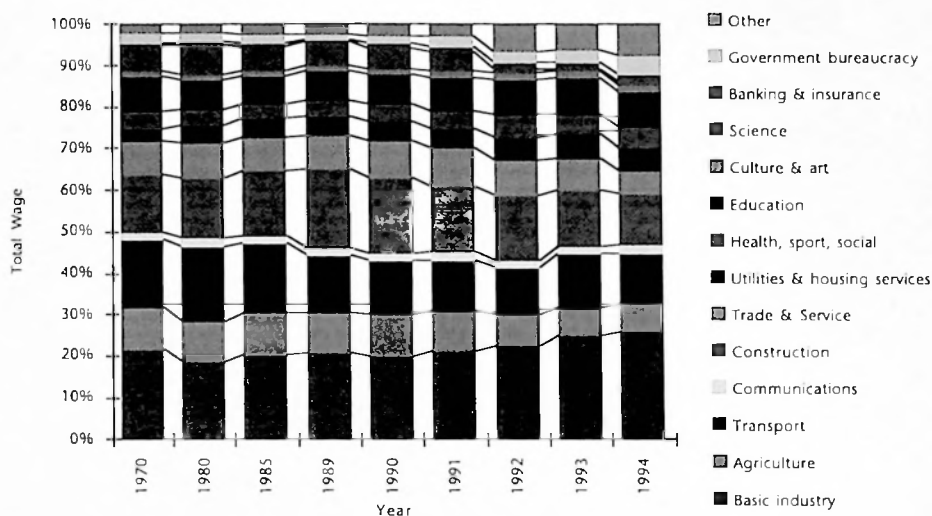 100%
90%
80%
70%
60%
50%
40%
30%
20%
10%
0%
Total Wage
1970
1980
1985
1989
1990
1991
1992
1993
1994
Year
Other
Government bureaucracy
Banking & insurance
Science
Culture & art
Education
Health, sport, social
Utilities & housing services
Trade & Service
Construction
Communications
Transport
Agriculture
Basic industry